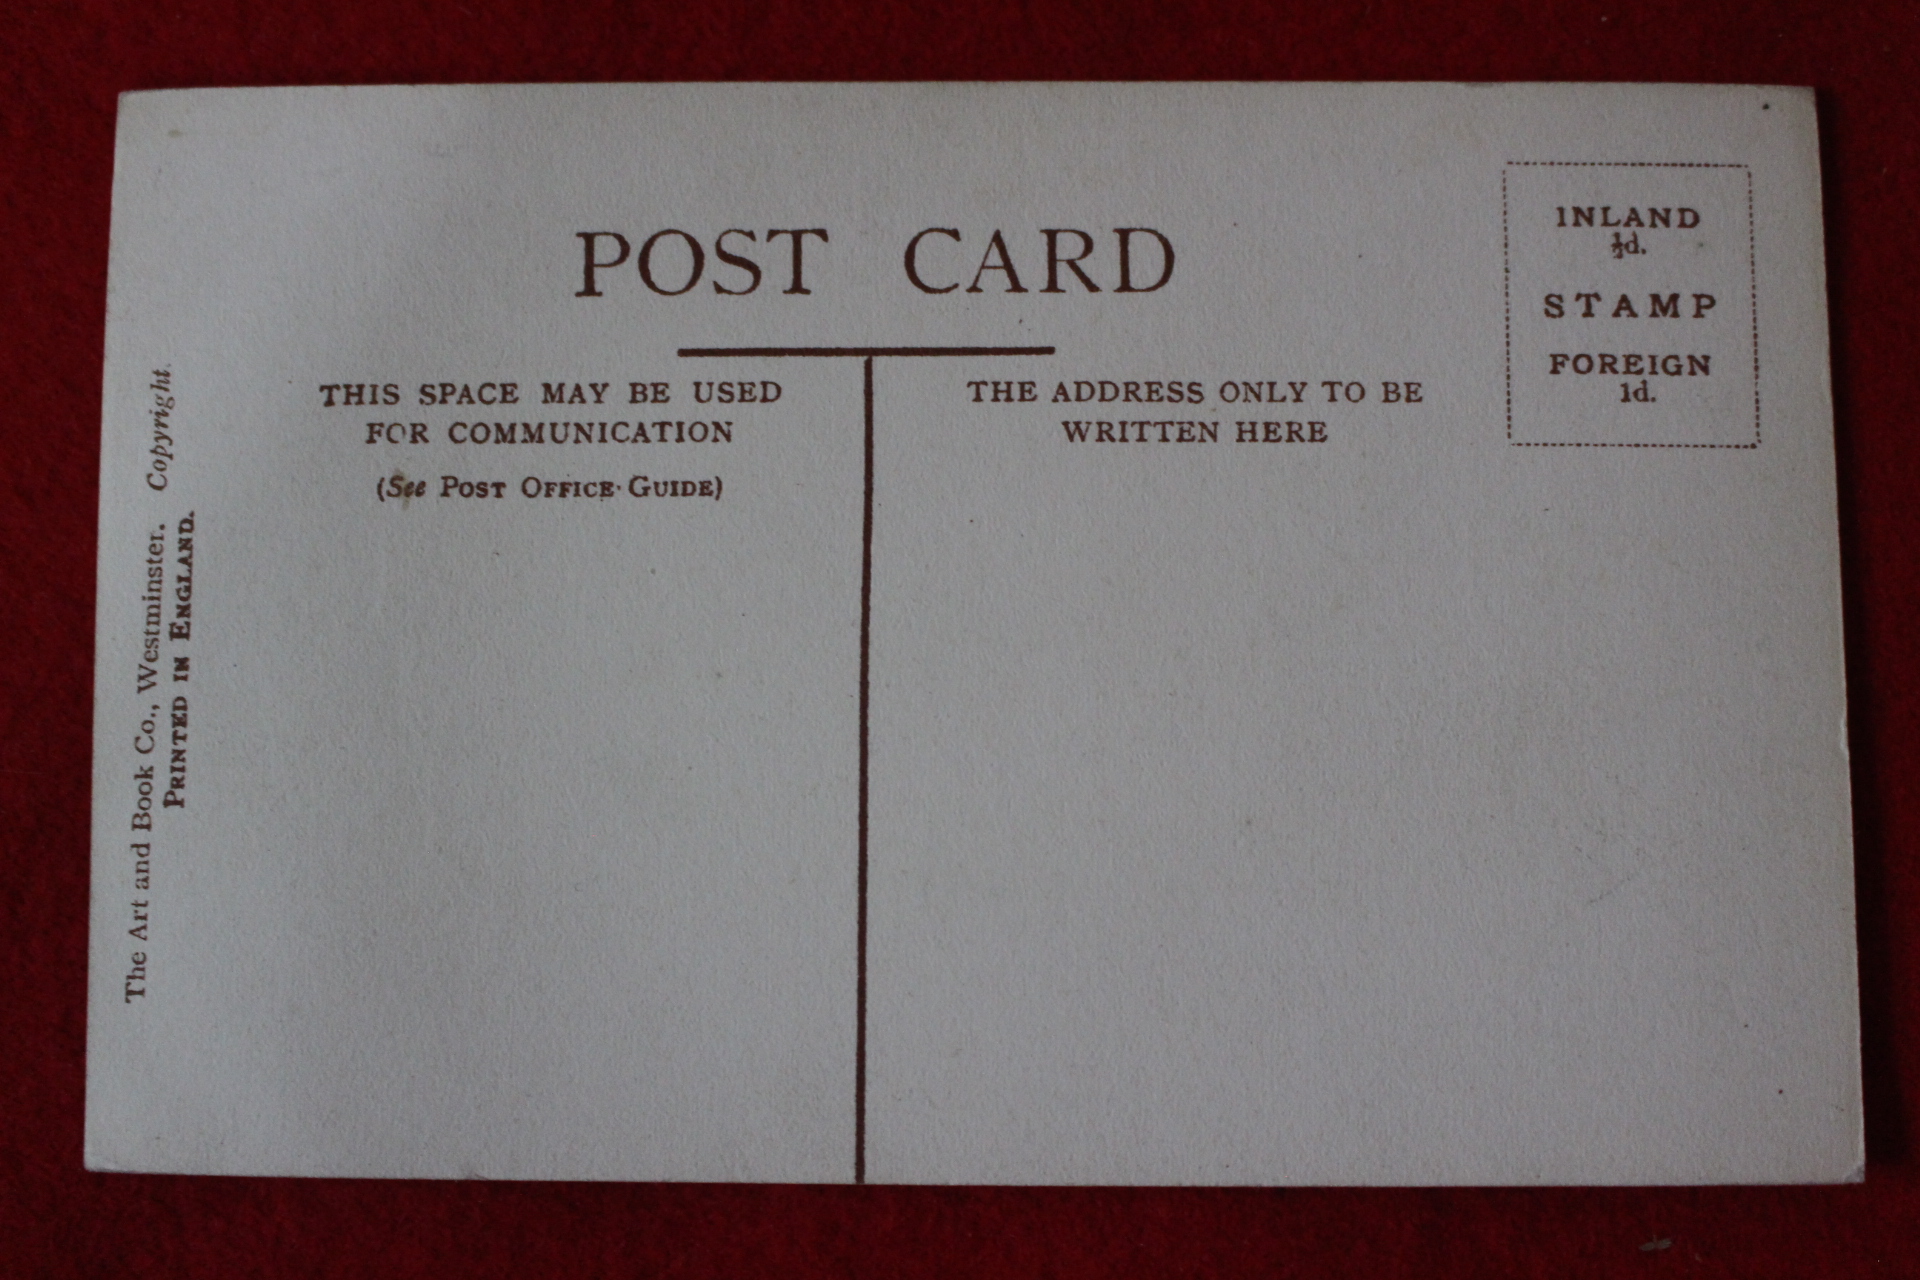 POST CARD
INLAND
½d.
STAMP
FOREIGN
1d.
THIS SPACE MAY BE USED
FOR COMMUNICATION
(See POST OFFICE GUIDE)
THE ADDRESS ONLY TO BE
WRITTEN HERE
The Art and Book Co., Westminster. Copyright.
PRINTED IN ENGLAND.